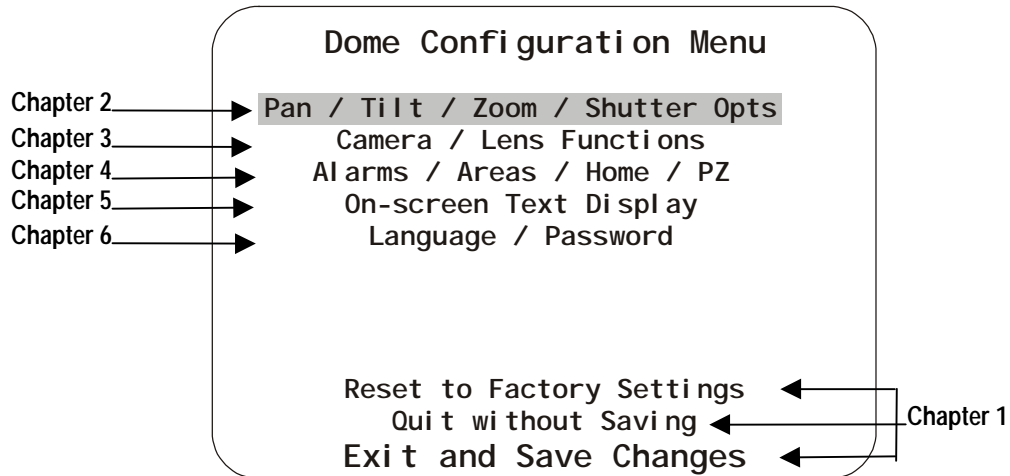 Dome Configuration Menu
Chapter 2 Pan / Tilt / Zoom / Shutter Opts
Chapter 3 Camera / Lens Functions
Chapter 4 Alarms / Areas / Home / PZ
Chapter 5 On-screen Text Display
Chapter 6 Language / Password
Reset to Factory Settings
Quit without Saving Chapter 1
Exit and Save Changes